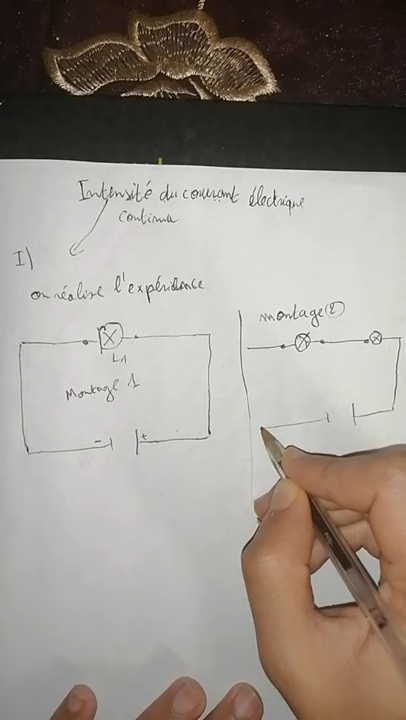 Intensité du courant électrique
continu
I)
on réalise l'expérience
montage ②
L1
Montage 1
- +